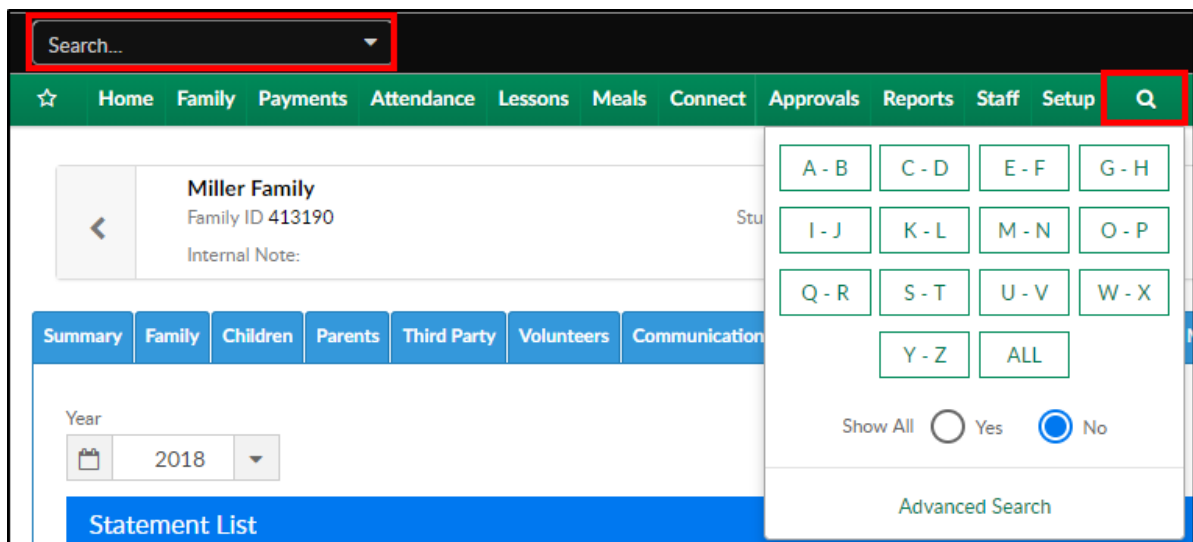 Search...
Home Family Payments Attendance Lessons Meals Connect Approvals Reports Staff Setup
A - B C - D E - F G - H
Miller Family
Family ID 413190 Stu
I - J K - L M - N O - P
Internal Note:
Q - R S - T U - V W - X
Summary Family Children Parents Third Party Volunteers Communication
Y - Z ALL
Year
Show All Yes No
2018
Advanced Search
Statement List